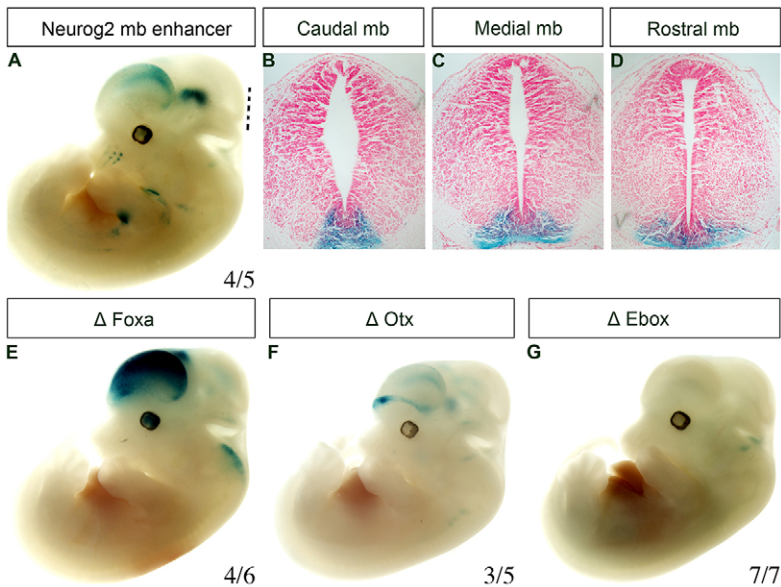 Neurog2 mb enhancer
Caudal mb
Medial mb
Rostral mb
A
B
C
D
4/5
Δ Foxa
Δ Otx
Δ Ebox
E
F
G
4/6
3/5
7/7